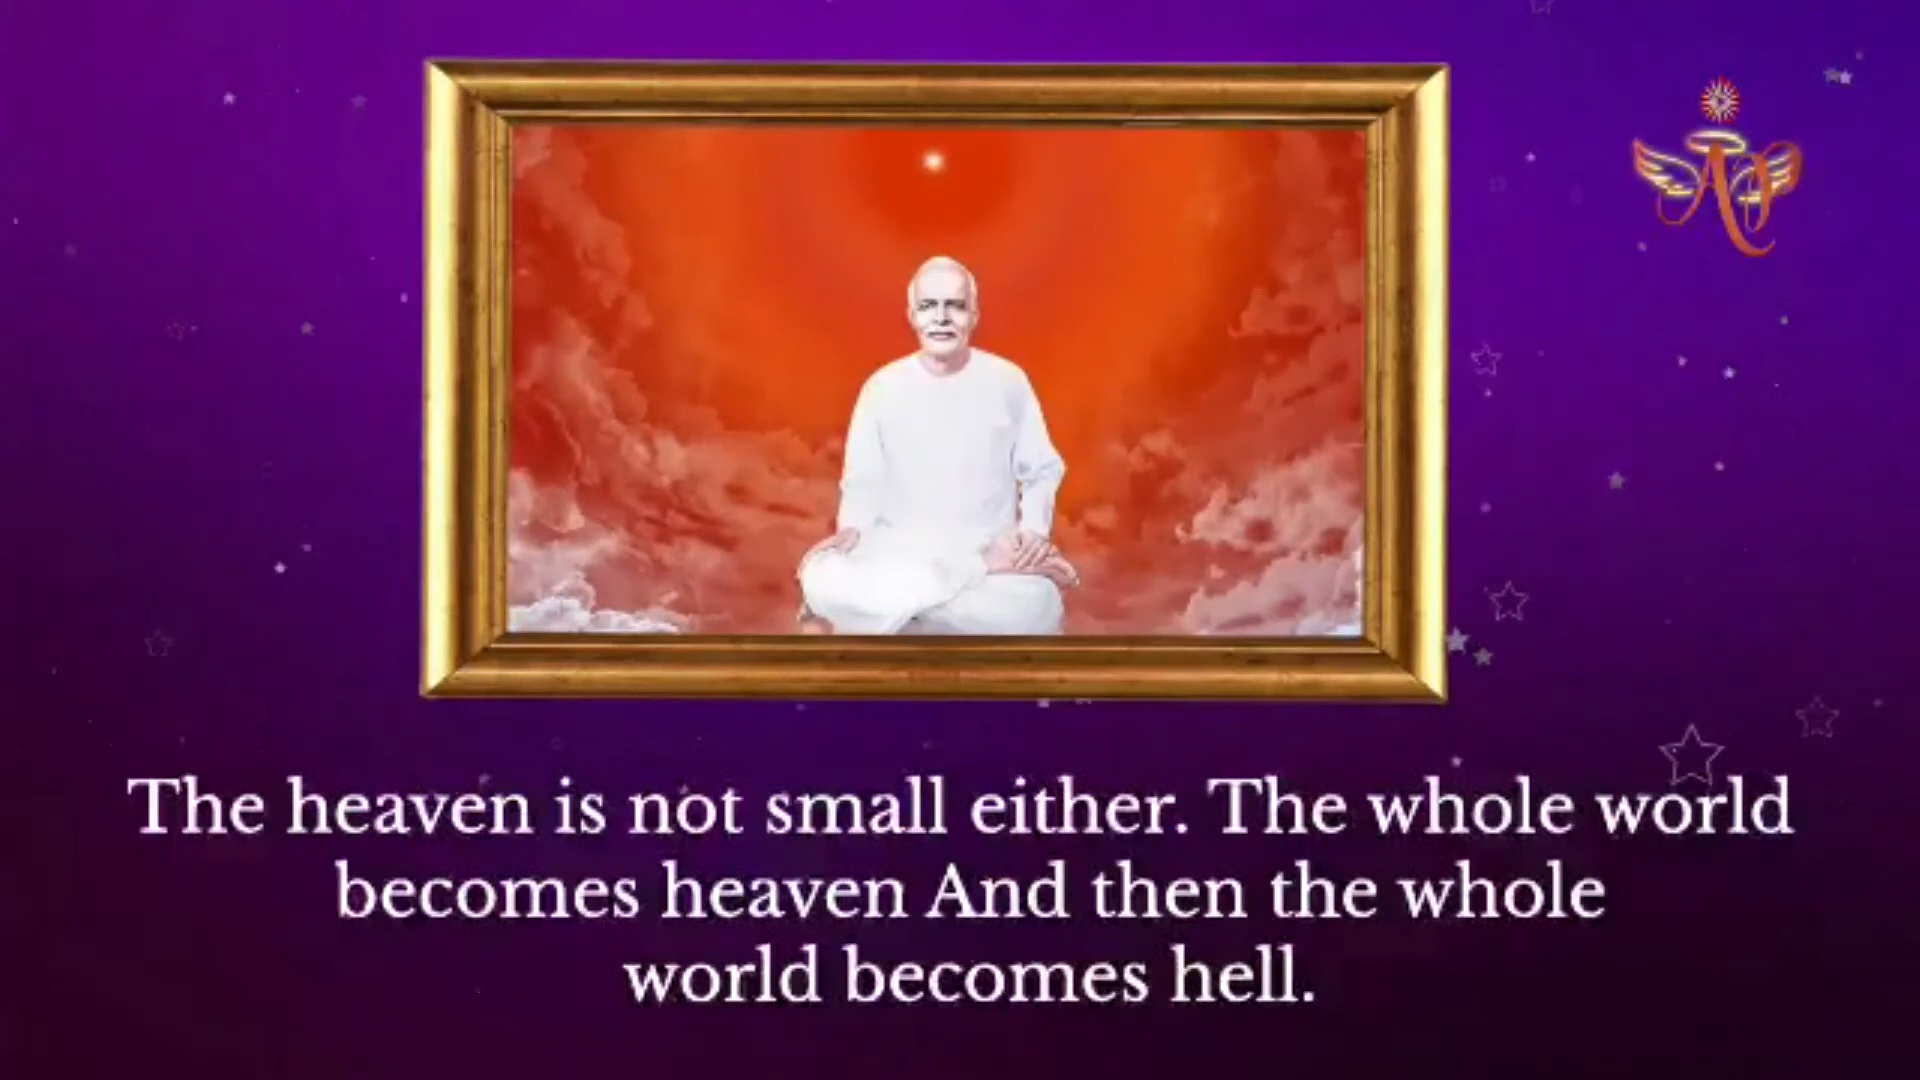 The heaven is not small either. The whole world
becomes heaven And then the whole
world becomes hell.